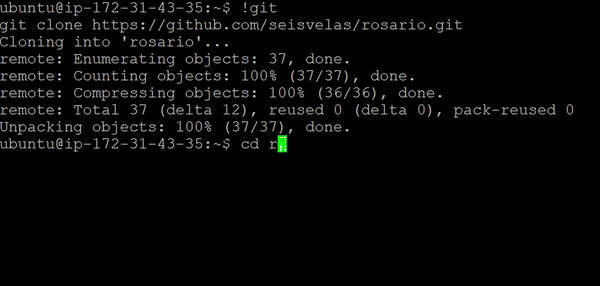 ubuntu@ip-172-31-43-35:~$ !git
git clone https://github.com/seisvelas/rosario.git
Cloning into 'rosario'...
remote: Enumerating objects: 37, done.
remote: Counting objects: 100% (37/37), done.
remote: Compressing objects: 100% (36/36), done.
remote: Total 37 (delta 12), reused 0 (delta 0), pack-reused 0
Unpacking objects: 100% (37/37), done.
ubuntu@ip-172-31-43-35:~$ cd r